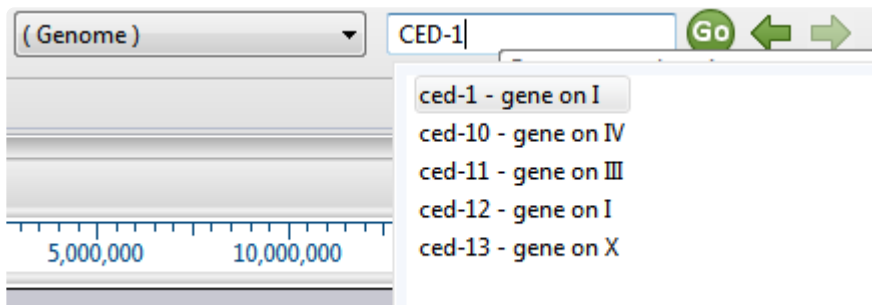 ( Genome ) CED-1 Go
ced-1 - gene on I
ced-10 - gene on IV
ced-11 - gene on III
ced-12 - gene on I
ced-13 - gene on X
5,000,000 10,000,000